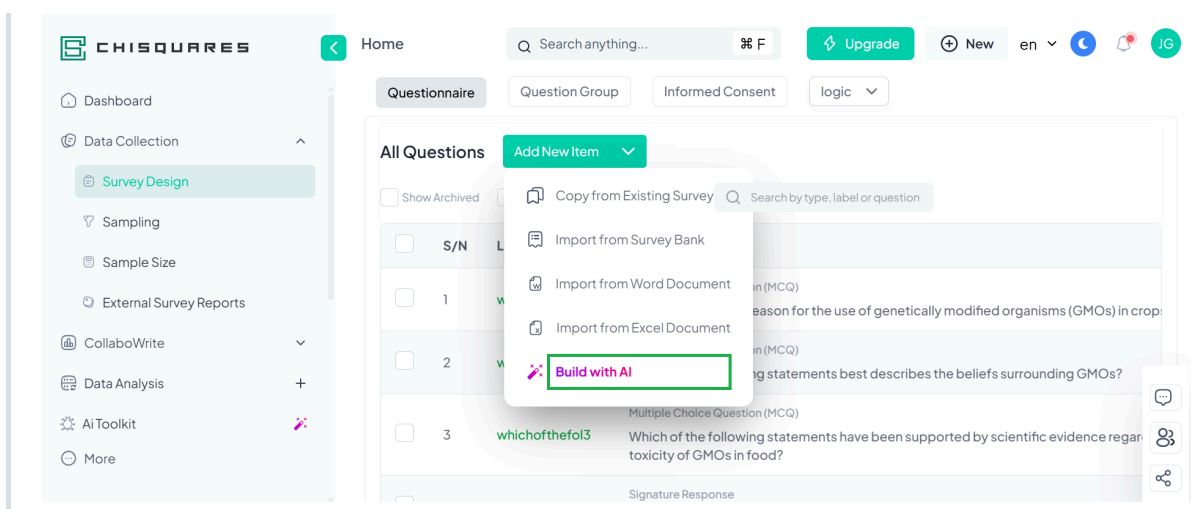 CHISQUARES
Home
Search anything...
⌘ F
Upgrade
New
en
JG
Dashboard
Data Collection
Survey Design
Sampling
Sample Size
External Survey Reports
CollaboWrite
Data Analysis
Ai Toolkit
More
Questionnaire
Question Group
Informed Consent
logic
All Questions
Add New Item
Show Archived
Search by type, label or question
Copy from Existing Survey
Import from Survey Bank
Import from Word Document
Import from Excel Document
Build with AI
S/N
L
1
w
on (MCQ)
eason for the use of genetically modified organisms (GMOs) in crop
2
w
on (MCQ)
ng statements best describes the beliefs surrounding GMOs?
3
whichofthefol3
Multiple Choice Question (MCQ)
Which of the following statements have been supported by scientific evidence regar
toxicity of GMOs in food?
Signature Response